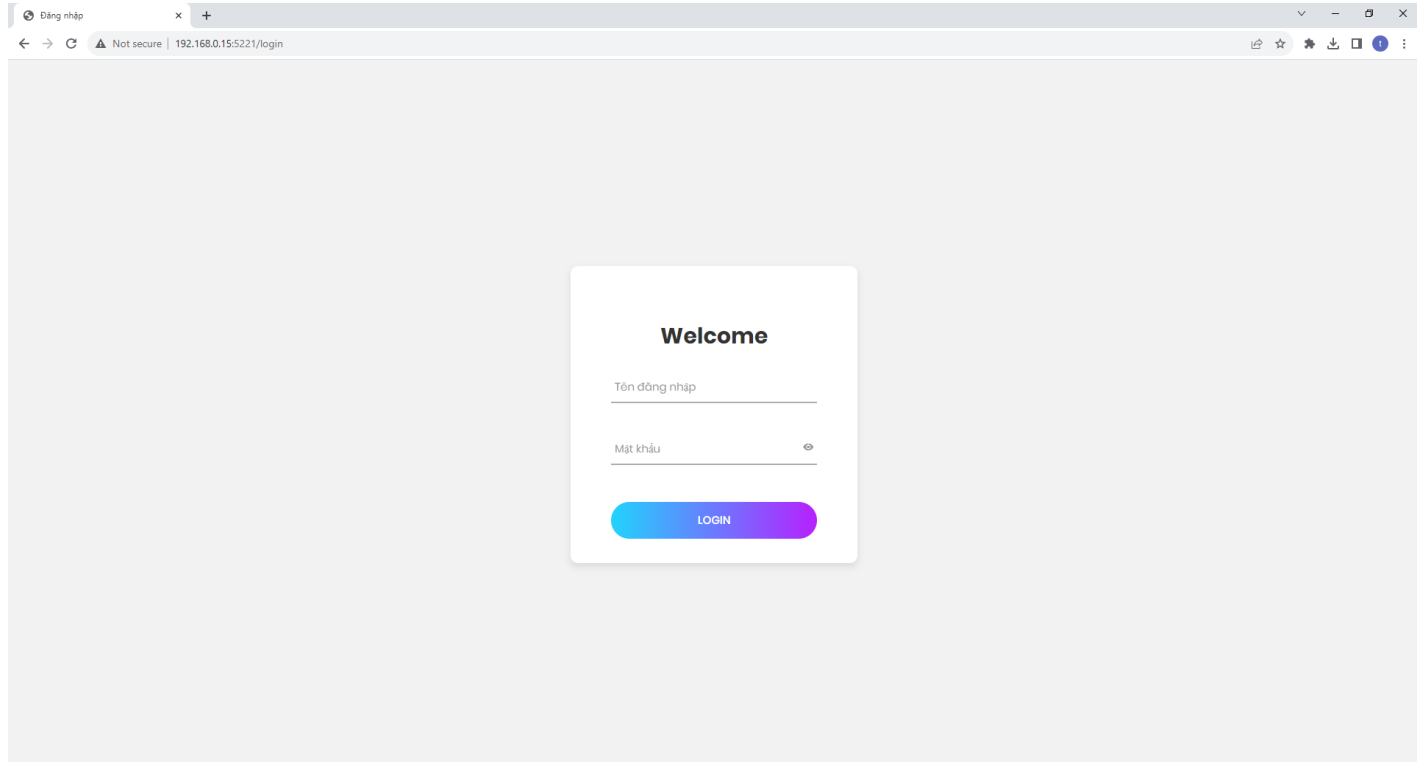 Đăng nhập
Not secure | 192.168.0.15:5221/login
t
Welcome
Tên đăng nhập
Mật khẩu
LOGIN